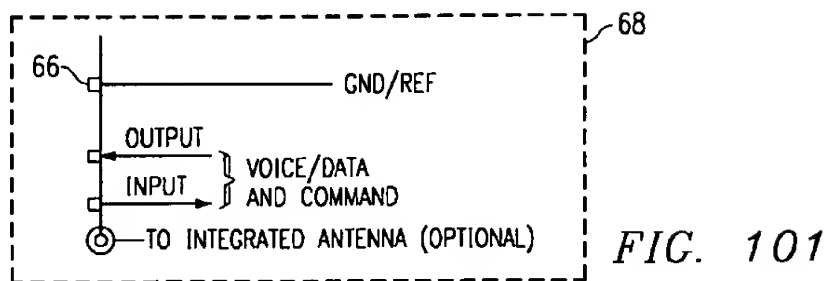 68
66
GND/REF
OUTPUT
VOICE/DATA
INPUT
AND COMMAND
TO INTEGRATED ANTENNA (OPTIONAL)
FIG. 101